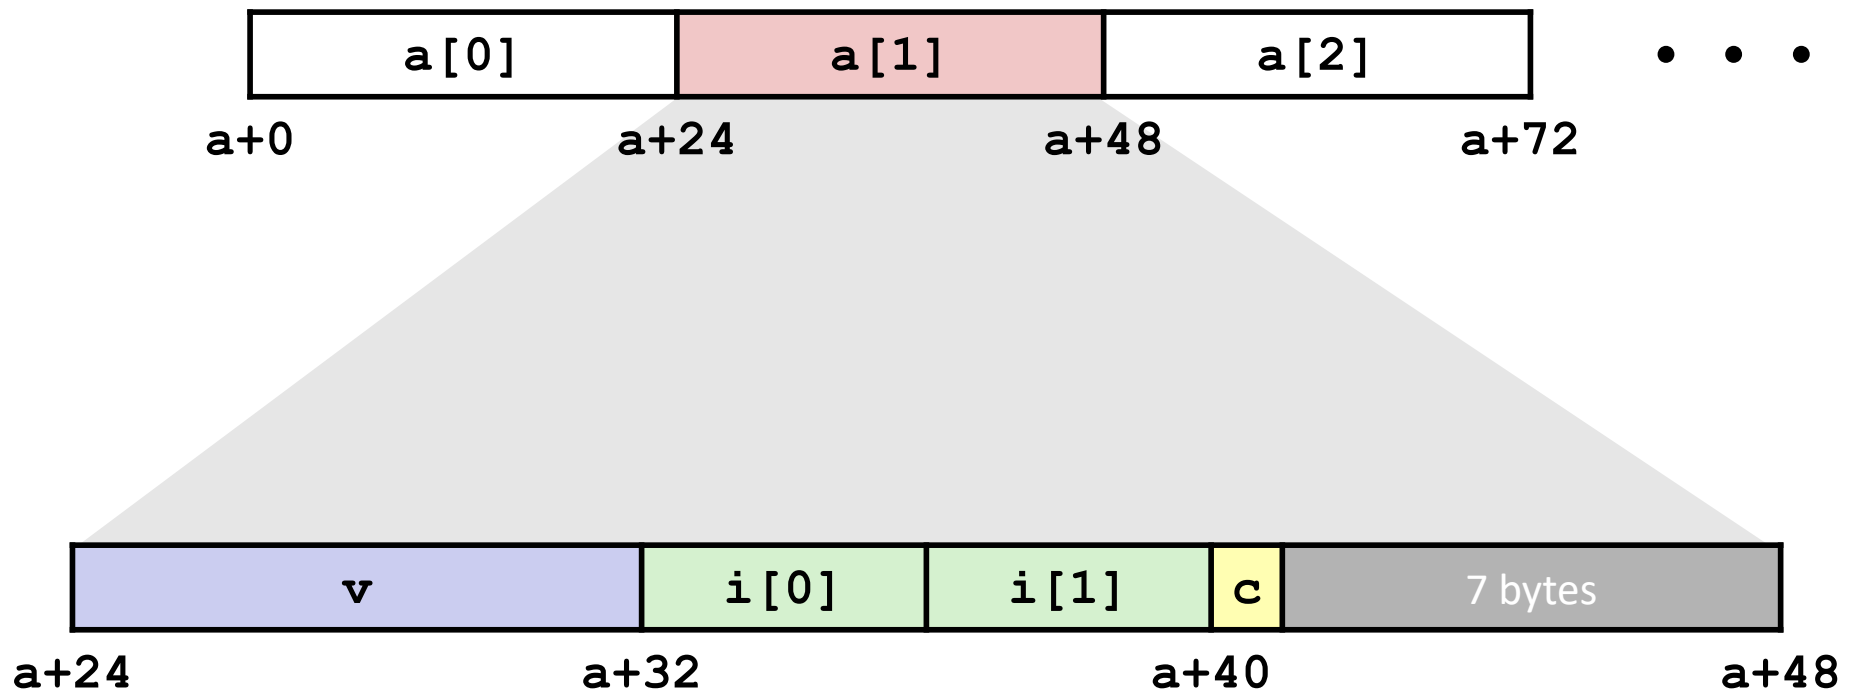 a[0] a[1] a[2] • • •
a+0 a+24 a+48 a+72
v i[0] i[1] c 7 bytes
a+24 a+32 a+40 a+48